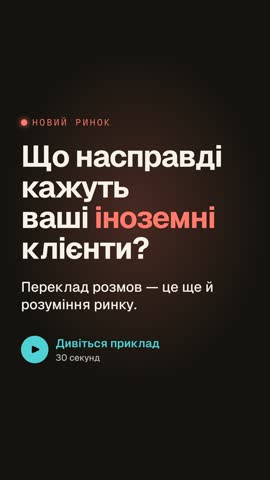 НОВИЙ РИНОК
Що насправді
кажуть
ваші іноземні
клієнти?
Переклад розмов — це ще й
розуміння ринку.
Дивіться приклад
30 секунд